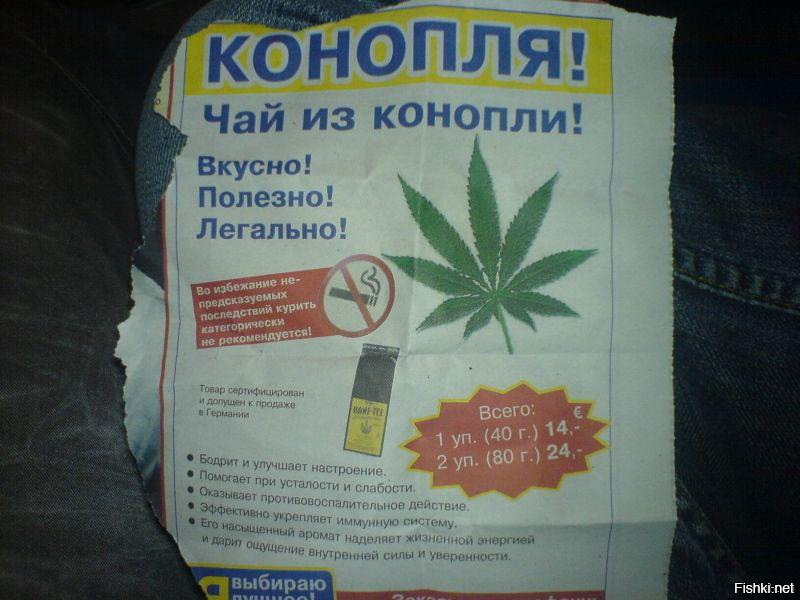 КОНОПЛЯ!
Чай из конопли!
Вкусно!
Полезно!
Легально!
Во избежание не-
предсказуемых
последствий курить
категорически
не рекомендуется!
Товар сертифицирован
и допущен к продаже
в Германии
HANF-TEE
Всего: €
1 уп. (40 г.) 14,-
2 уп. (80 г.) 24,-
• Бодрит и улучшает настроение.
• Помогает при усталости и слабости.
• Оказывает противовоспалительное действие.
• Эффективно укрепляет иммунную систему.
• Его насыщенный аромат наделяет жизненной энергией
и дарит ощущение внутренней силы и уверенности.
Я выбираю
лучшее!
Fishki.net